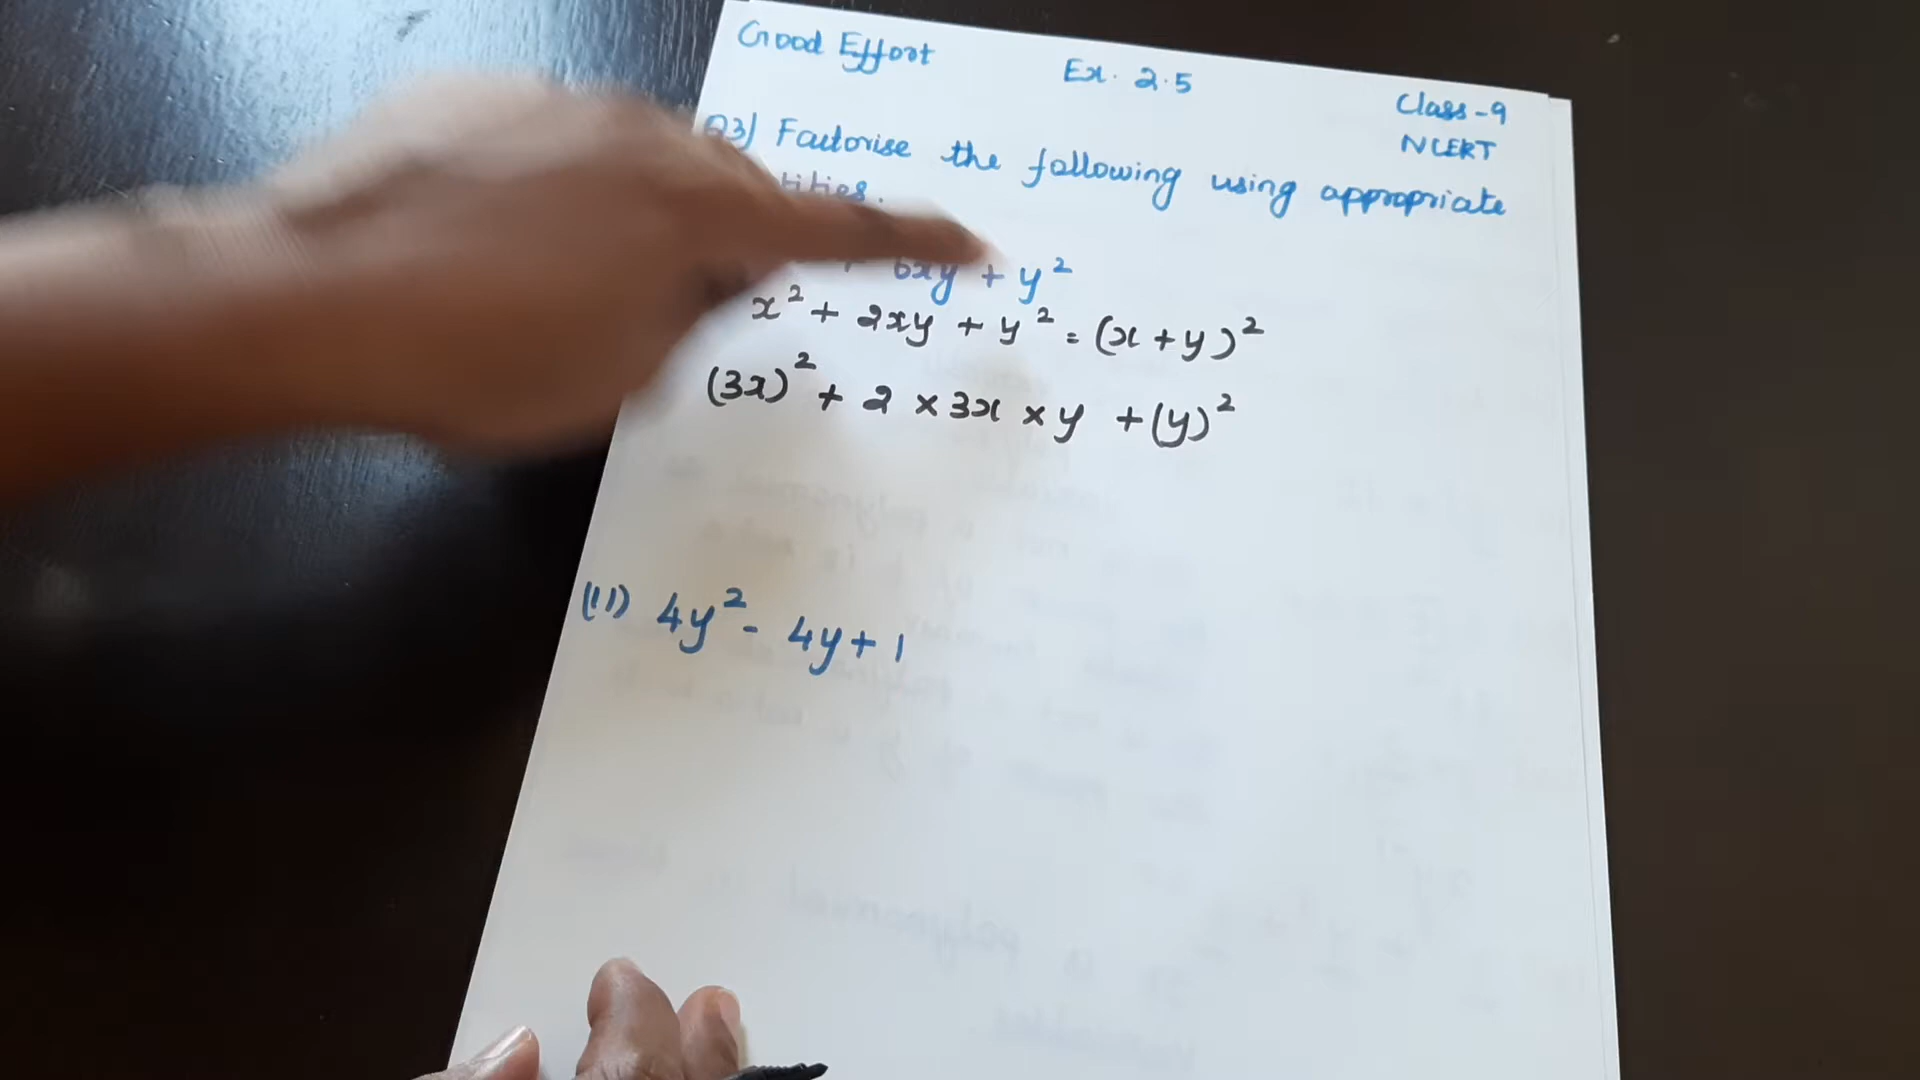 Good Effort
Ex. 2.5
Class-9
NCERT
Q3) Factorise the following using appropriate
6xy + y²
x² + 2xy + y² = (x + y)²
(3x)² + 2 × 3x × y + (y)²
(11) 4y² - 4y + 1